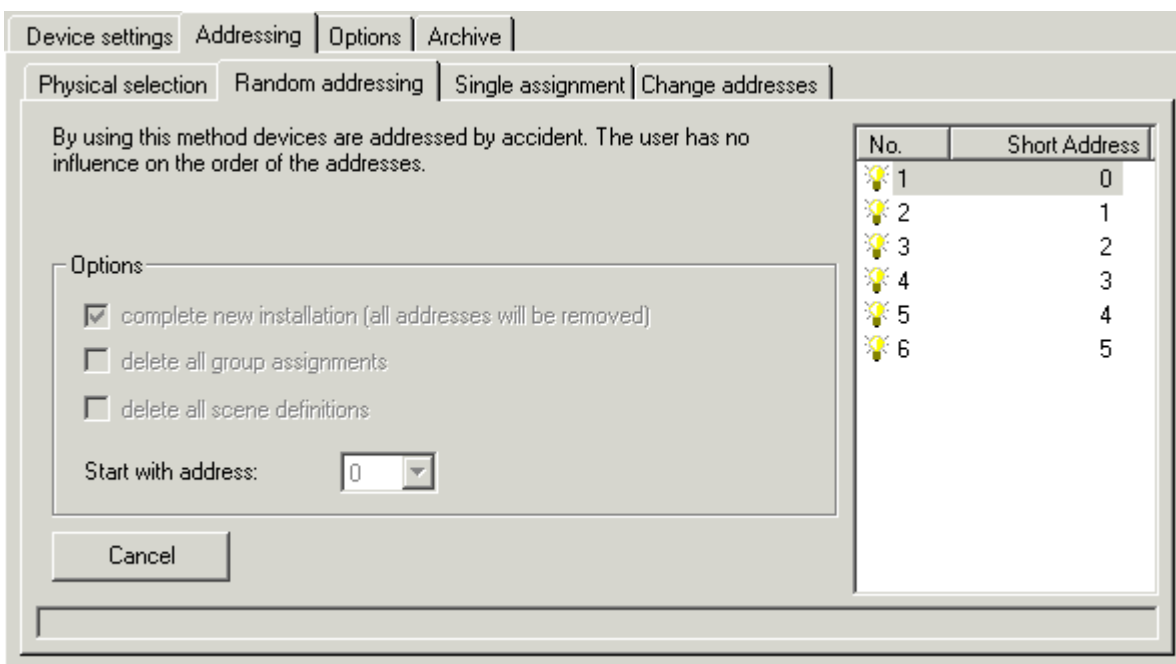 Device settings Addressing Options Archive
Physical selection Random addressing Single assignment Change addresses
By using this method devices are addressed by accident. The user has no
influence on the order of the addresses.
No. Short Address
1 0
2 1
3 2
4 3
5 4
6 5
Options
complete new installation (all addresses will be removed)
delete all group assignments
delete all scene definitions
Start with address: 0
Cancel